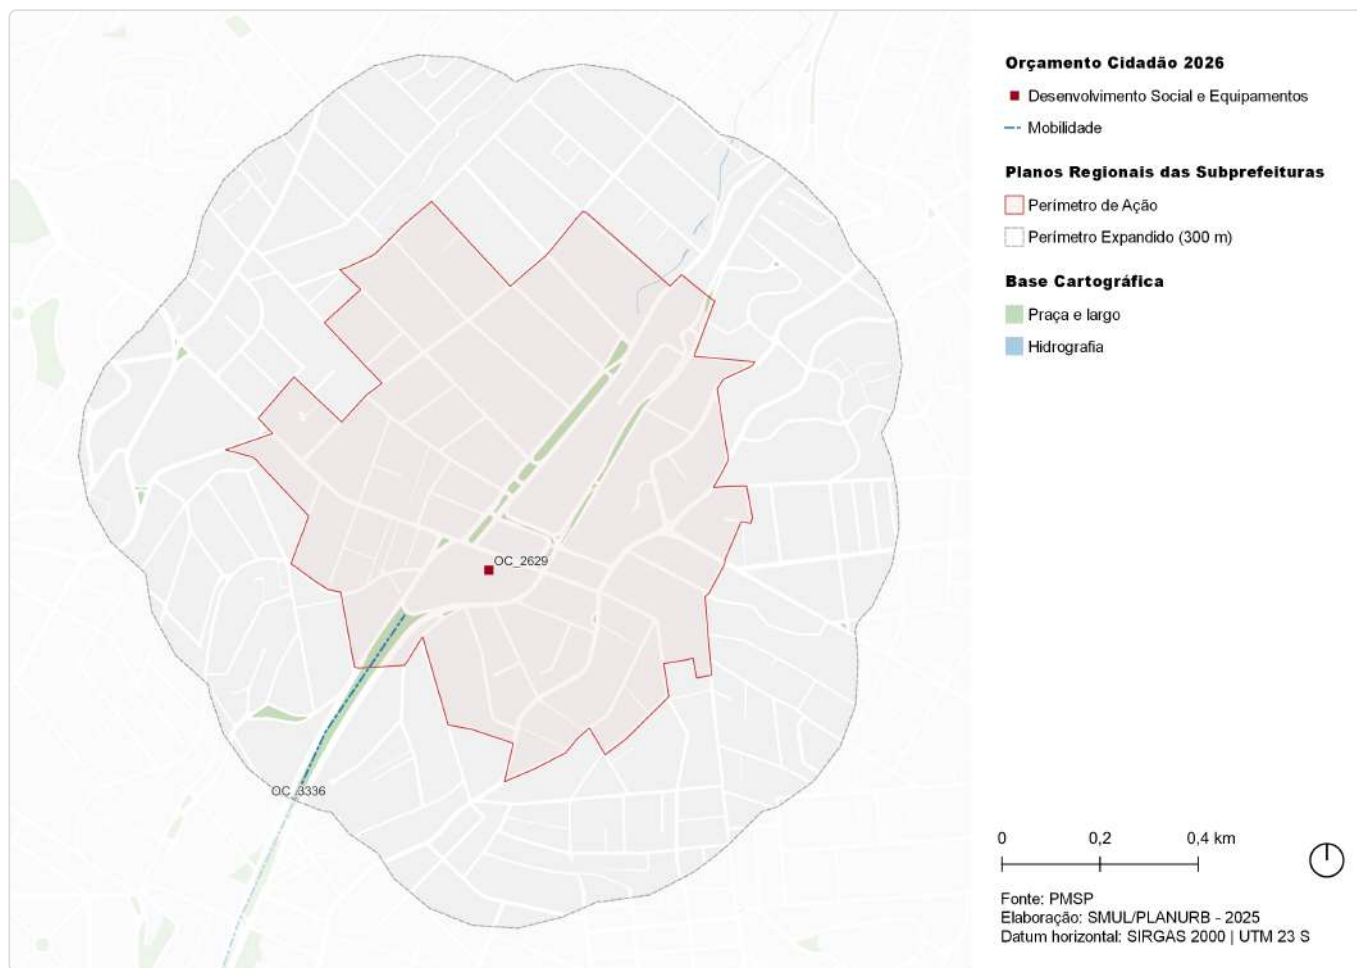 Orçamento Cidadão 2026
Desenvolvimento Social e Equipamentos
Mobilidade
Planos Regionais das Subprefeituras
Perímetro de Ação
Perímetro Expandido (300 m)
Base Cartográfica
Praça e largo
Hidrografia
OC_2629
OC_3336
0 0,2 0,4 km
Fonte: PMSP
Elaboração: SMUL/PLANURB - 2025
Datum horizontal: SIRGAS 2000 | UTM 23 S